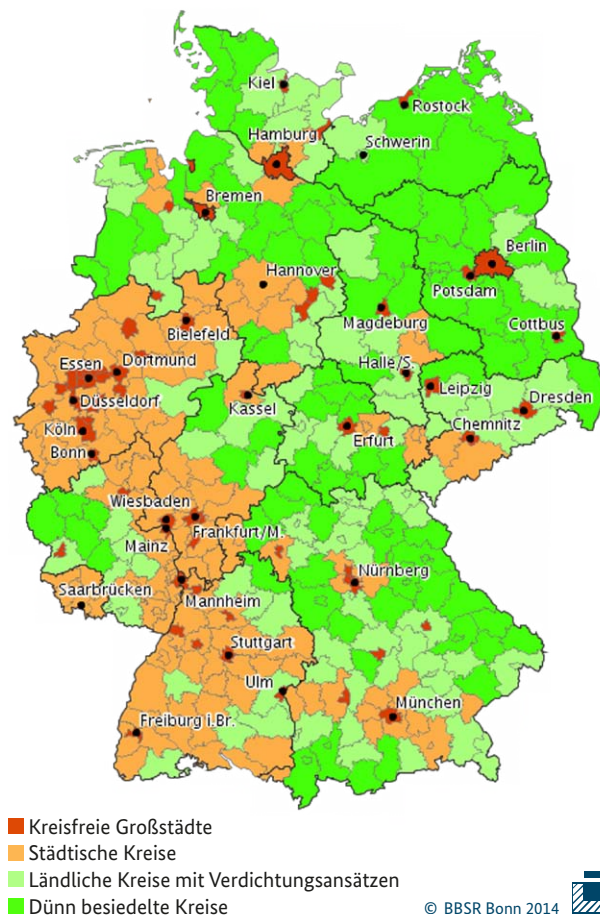 Kiel
Rostock
Hamburg
Schwerin
Bremen
Berlin
Hannover
Potsdam
Magdeburg
Bielefeld
Cottbus
Essen
Dortmund
Halle/S.
Leipzig
Düsseldorf
Kassel
Dresden
Köln
Erfurt
Chemnitz
Bonn
Wiesbaden
Frankfurt/M.
Mainz
Nürnberg
Saarbrücken
Mannheim
Stuttgart
Ulm
München
Freiburg i.Br.
Kreisfreie Großstädte
Städtische Kreise
Ländliche Kreise mit Verdichtungsansätzen
Dünn besiedelte Kreise
© BBSR Bonn 2014